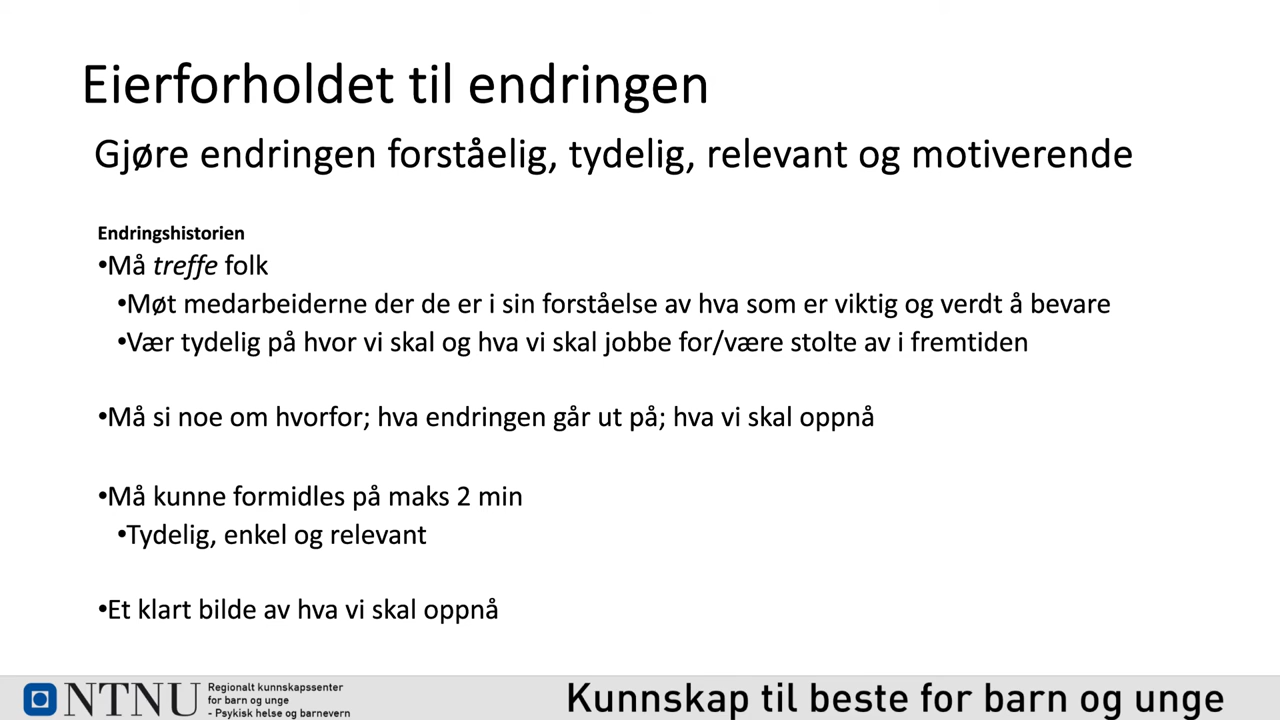 Eierforholdet til endringen
Gjøre endringen forståelig, tydelig, relevant og motiverende
Endringshistorien
•Må treffe folk
•Møt medarbeiderne der de er i sin forståelse av hva som er viktig og verdt å bevare
•Vær tydelig på hvor vi skal og hva vi skal jobbe for/være stolte av i fremtiden
•Må si noe om hvorfor; hva endringen går ut på; hva vi skal oppnå
•Må kunne formidles på maks 2 min
•Tydelig, enkel og relevant
•Et klart bilde av hva vi skal oppnå
NTNU
Regionalt kunnskapssenter
for barn og unge
- Psykisk helse og barnevern
Kunnskap til beste for barn og unge